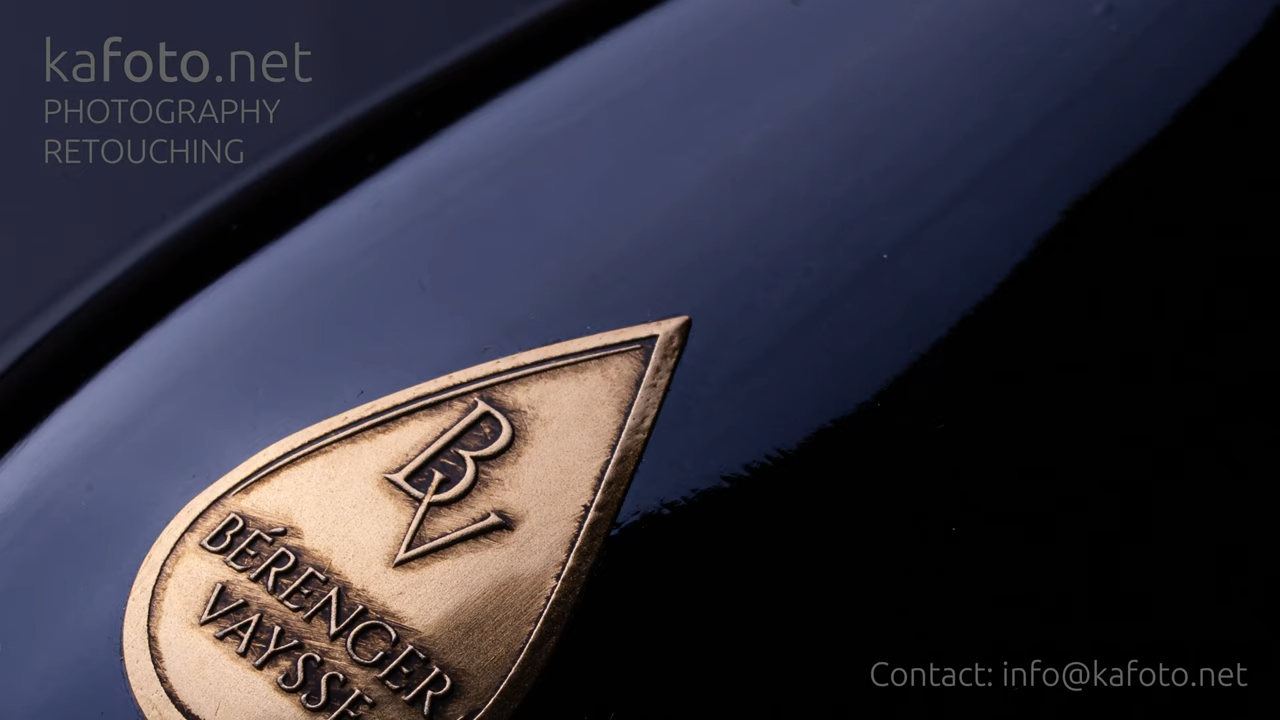 kafoto.net
PHOTOGRAPHY
RETOUCHING
BV
BÉRENGER
VAYSSE
Contact: info@kafoto.net